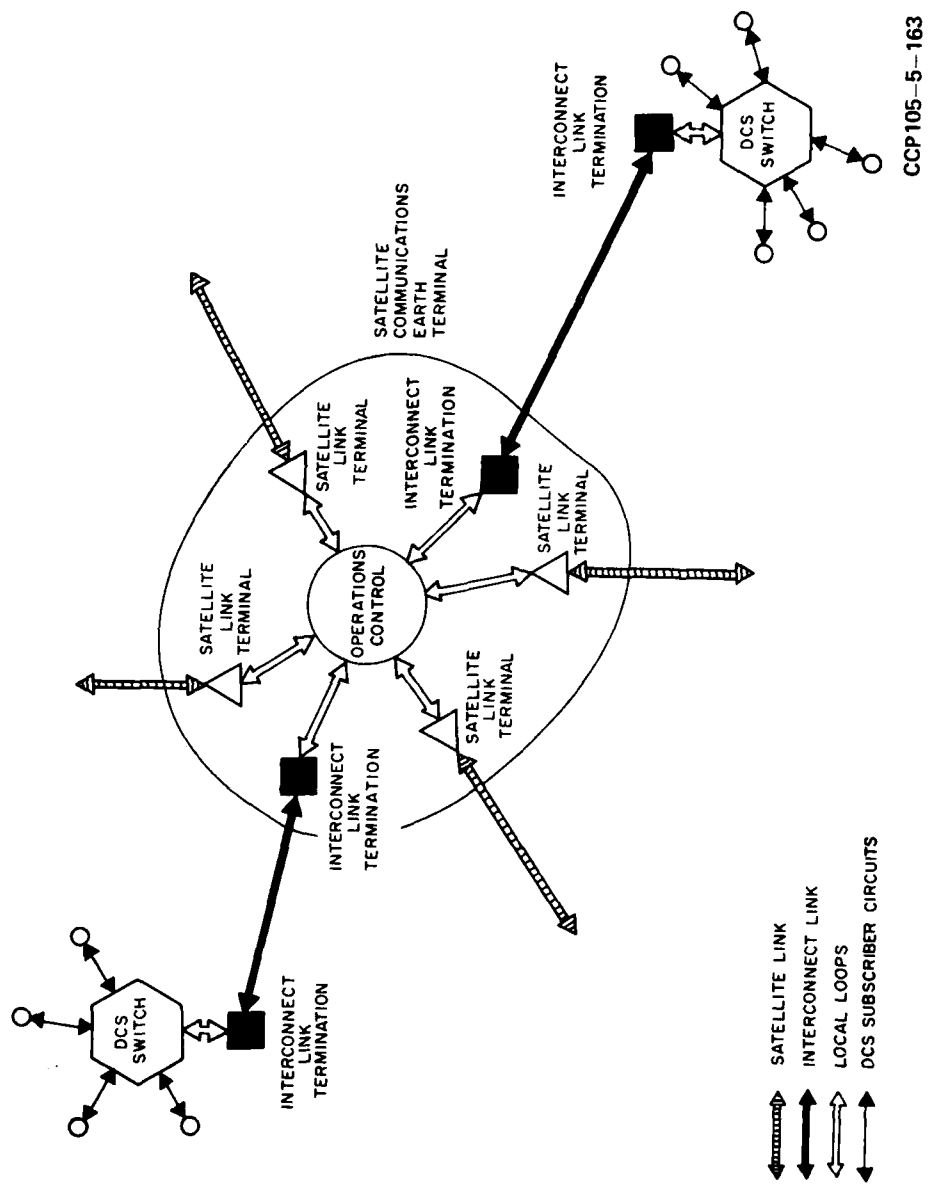 DCS
SWITCH
SATELLITE
LINK
TERMINAL
INTERCONNECT
LINK
TERMINATION
SATELLITE
LINK
TERMINAL
INTERCONNECT
LINK
TERMINATION
OPERATIONS
CONTROL
SATELLITE
COMMUNICATIONS
EARTH
TERMINAL
INTERCONNECT
LINK
TERMINATION
SATELLITE
LINK
TERMINAL
SATELLITE
LINK
TERMINAL
INTERCONNECT
LINK
TERMINATION
DCS
SWITCH
SATELLITE LINK
INTERCONNECT LINK
LOCAL LOOPS
DCS SUBSCRIBER CIRCUITS
CCP105-5-163